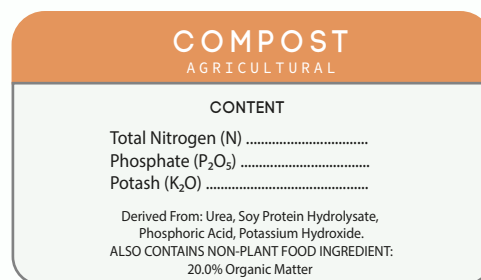 COMPOST
AGRICULTURAL
CONTENT
Total Nitrogen (N) .................................
Phosphate (P₂O₅) ...................................
Potash (K₂O) ............................................
Derived From: Urea, Soy Protein Hydrolysate,
Phosphoric Acid, Potassium Hydroxide.
ALSO CONTAINS NON-PLANT FOOD INGREDIENT:
20.0% Organic Matter